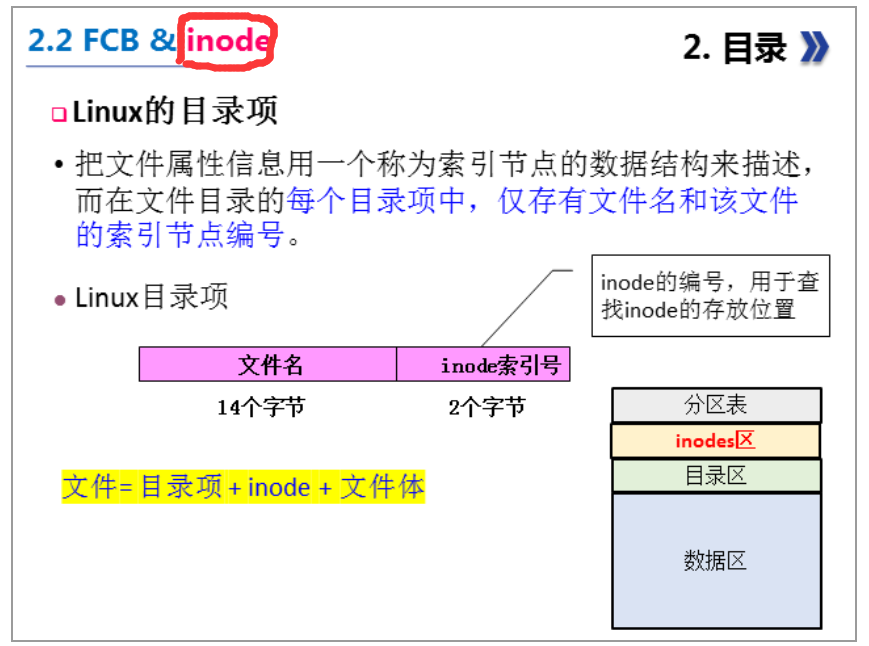 2.2 FCB & inode
2. 目录
Linux的目录项
• 把文件属性信息用一个称为索引节点的数据结构来描述，
而在文件目录的每个目录项中，仅存有文件名和该文件
的索引节点编号。
• Linux目录项
inode的编号，用于查
找inode的存放位置
文件名 inode索引号
14个字节 2个字节
分区表
inodes区
目录区
数据区
文件= 目录项 + inode + 文件体